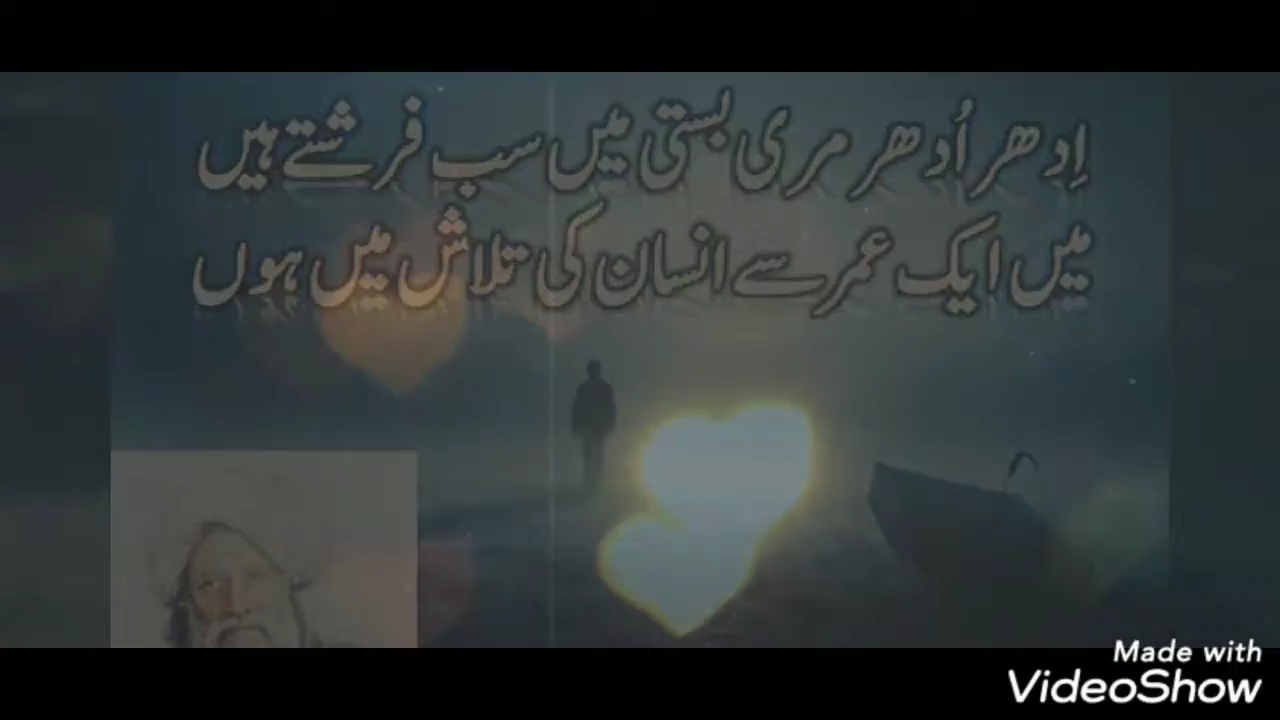 اِدھر اُدھر مری بستی میں سب فرشتے ہیں
میں ایک عمر سے انسان کی تلاش میں ہوں
Made with
VideoShow